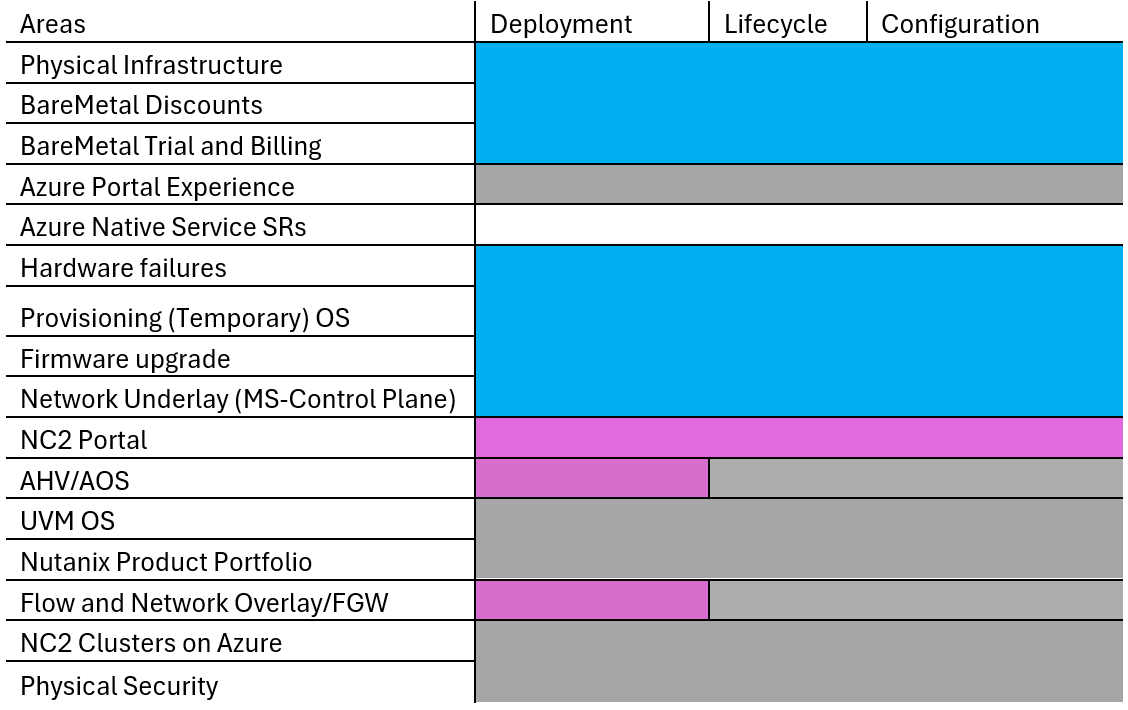 Areas Deployment Lifecycle Configuration
Physical Infrastructure
BareMetal Discounts
BareMetal Trial and Billing
Azure Portal Experience
Azure Native Service SRs
Hardware failures
Provisioning (Temporary) OS
Firmware upgrade
Network Underlay (MS-Control Plane)
NC2 Portal
AHV/AOS
UVM OS
Nutanix Product Portfolio
Flow and Network Overlay/FGW
NC2 Clusters on Azure
Physical Security